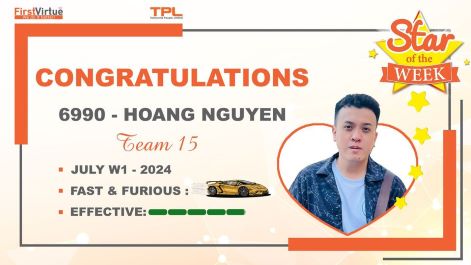 FirstVirtue
TPL
Star
of the
WEEK
CONGRATULATIONS
6990 - HOANG NGUYEN
Team 15
JULY W1 - 2024
FAST & FURIOUS :
EFFECTIVE: